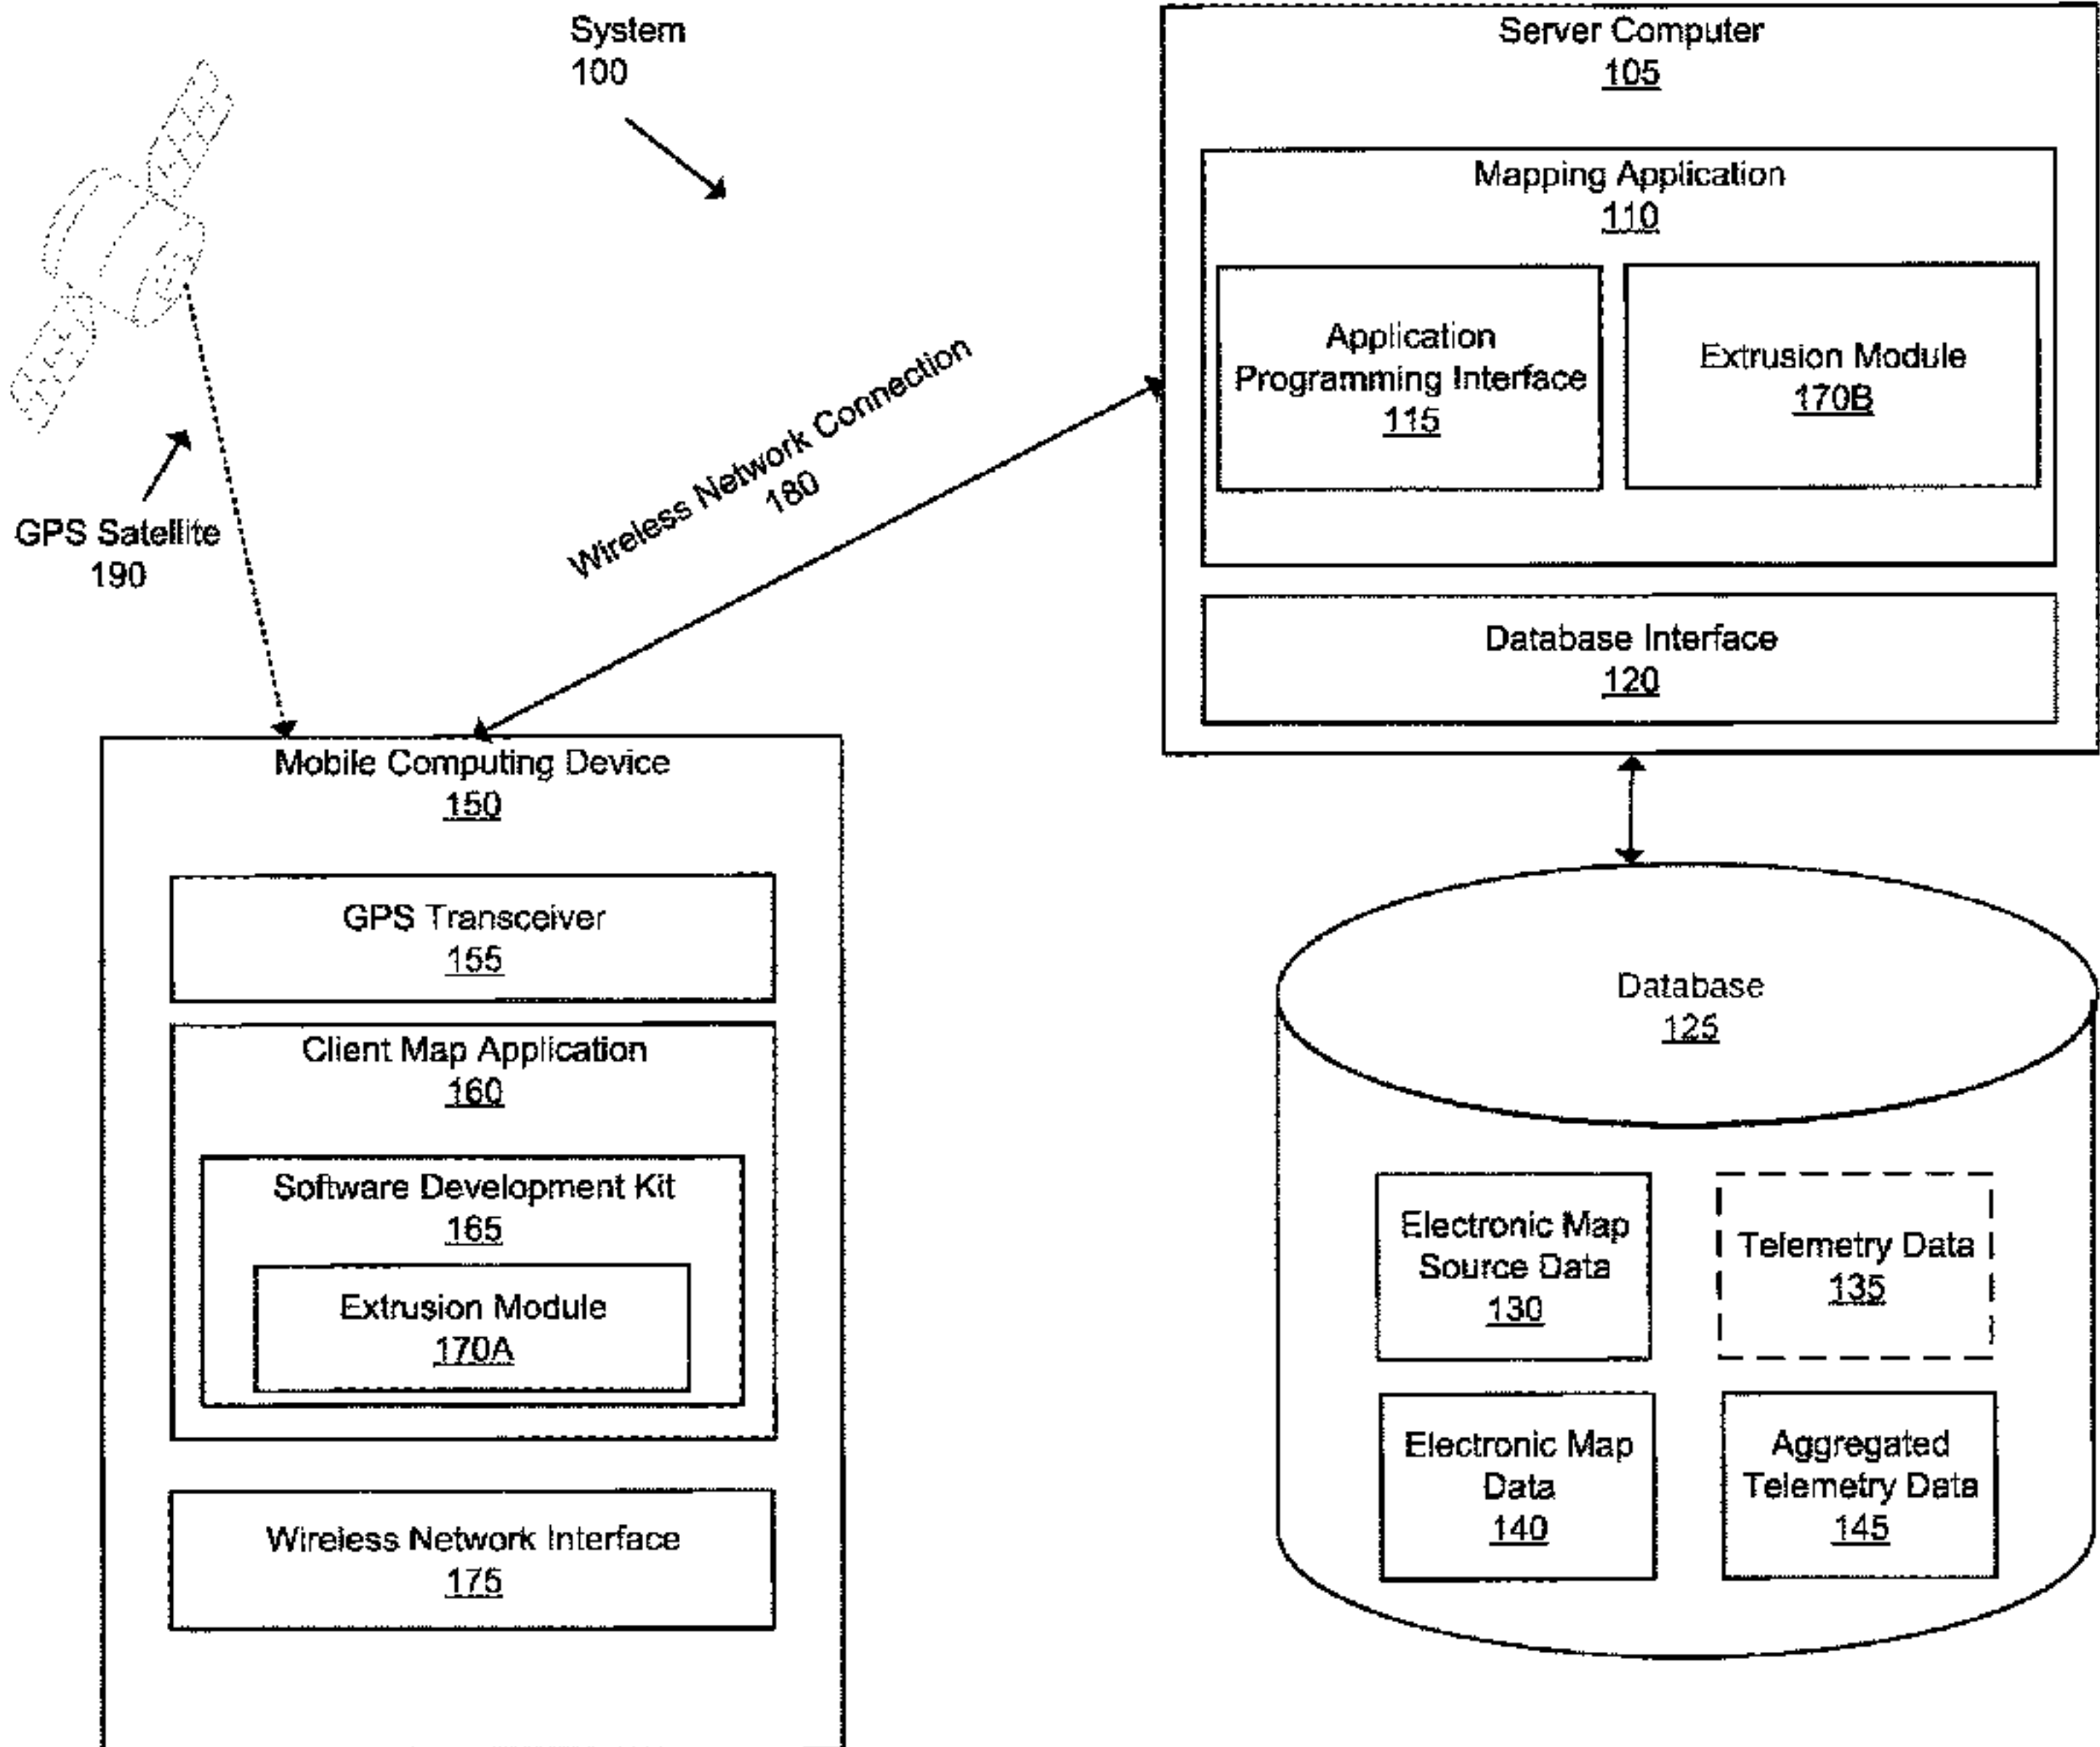 System
100
GPS Satellite
190
Wireless Network Connection
180
Server Computer
105
Mapping Application
110
Application
Programming Interface
115
Extrusion Module
170B
Database Interface
120
Mobile Computing Device
150
GPS Transceiver
155
Client Map Application
160
Software Development Kit
165
Extrusion Module
170A
Wireless Network Interface
175
Database
125
Electronic Map
Source Data
130
Telemetry Data
135
Electronic Map
Data
140
Aggregated
Telemetry Data
145